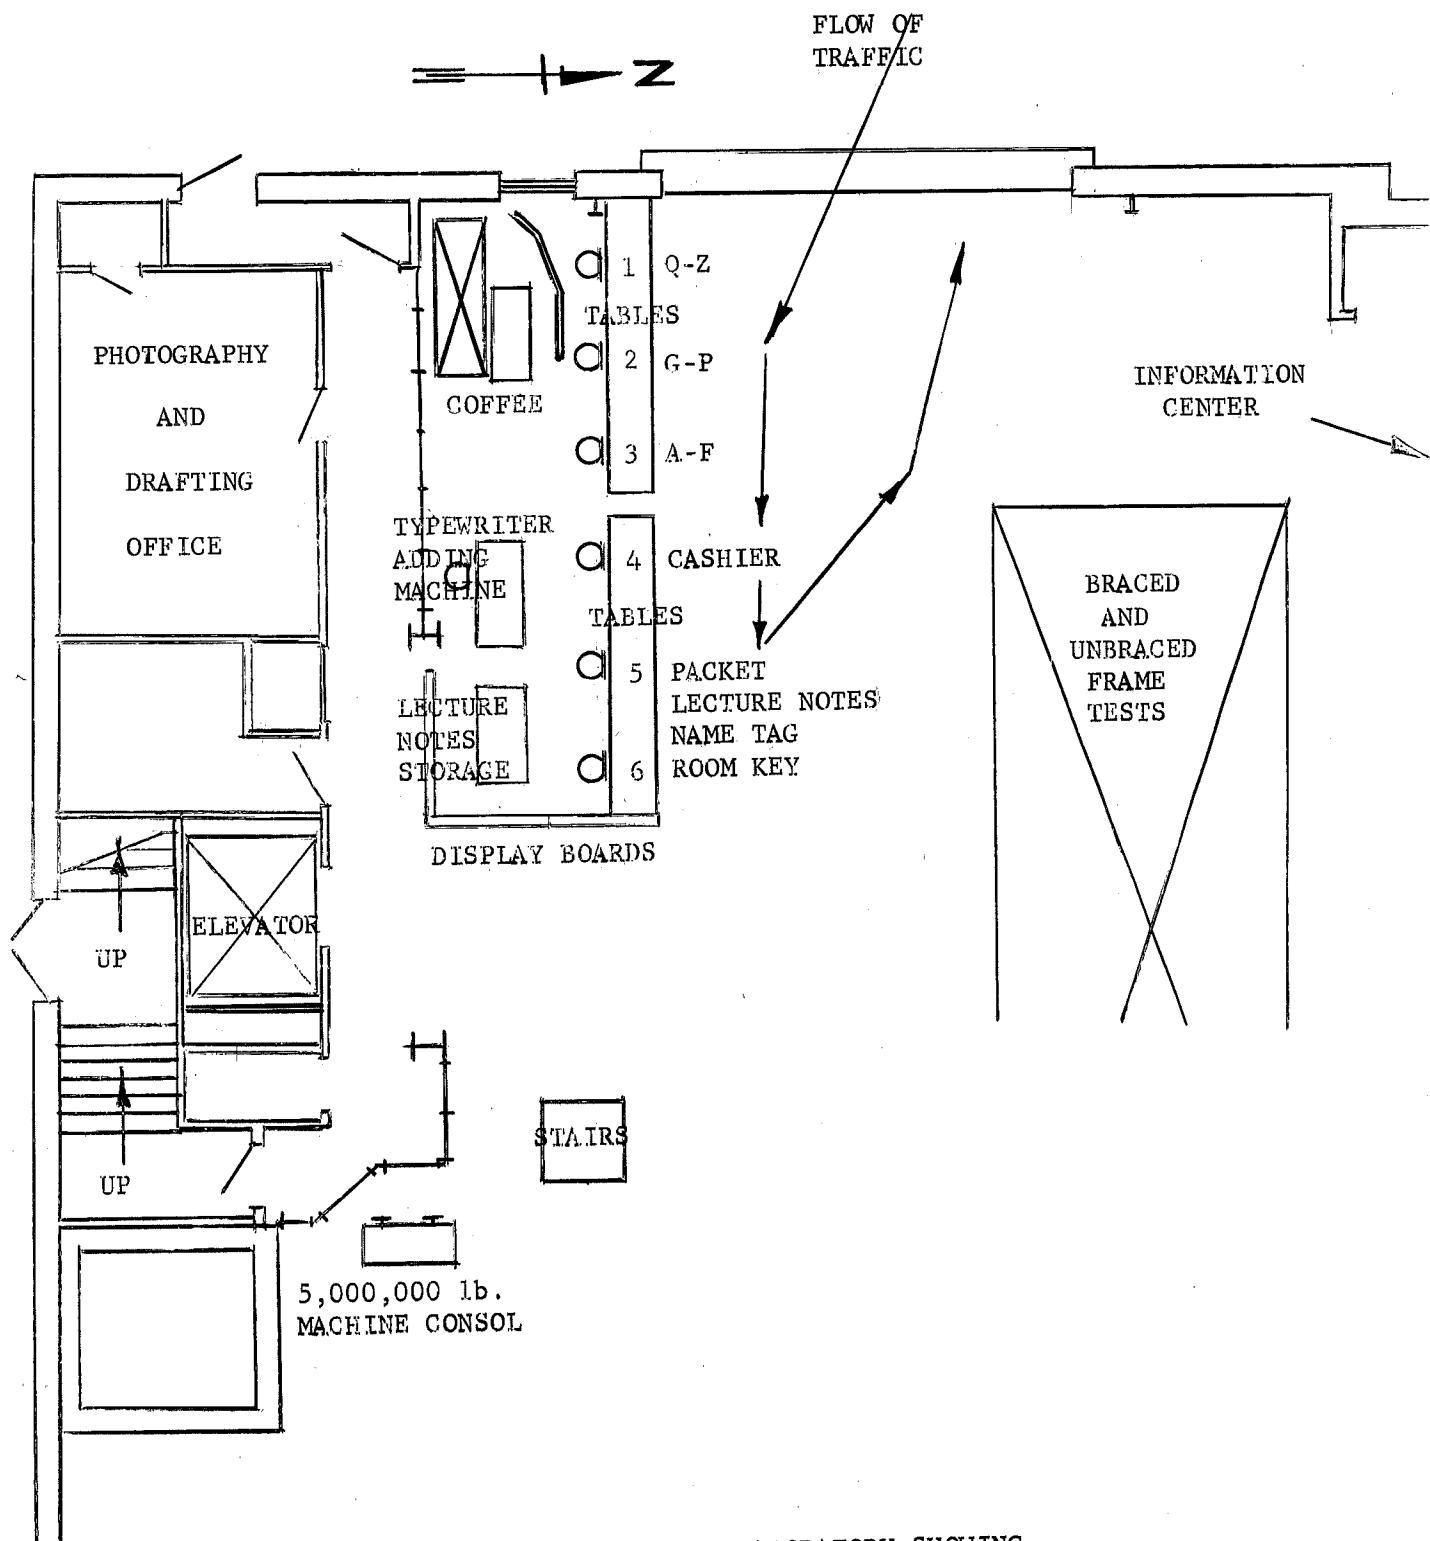 FLOW OF
TRAFFIC
N
1 Q-Z
TABLES
2 G-P
3 A-F
PHOTOGRAPHY
AND
DRAFTING
OFFICE
COFFEE
INFORMATION
CENTER
TYPEWRITER
ADDING
MACHINE
4 CASHIER
TABLES
5 PACKET
LECTURE NOTES
NAME TAG
6 ROOM KEY
LECTURE
NOTES
STORAGE
BRACED
AND
UNBRACED
FRAME
TESTS
DISPLAY BOARDS
ELEVATOR
UP
STAIRS
UP
5,000,000 lb.
MACHINE CONSOL
SHOWING